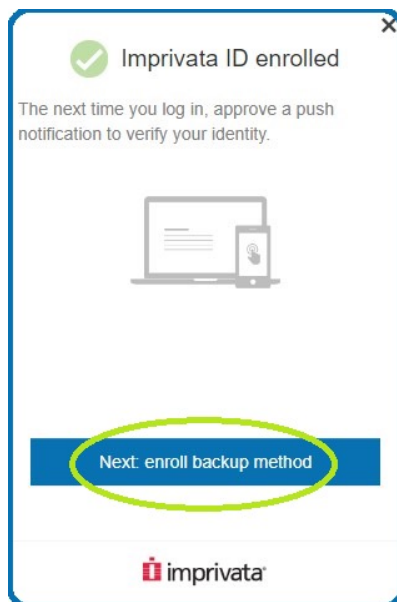 Imprivata ID enrolled
The next time you log in, approve a push
notification to verify your identity.
Next: enroll backup method
imprivata